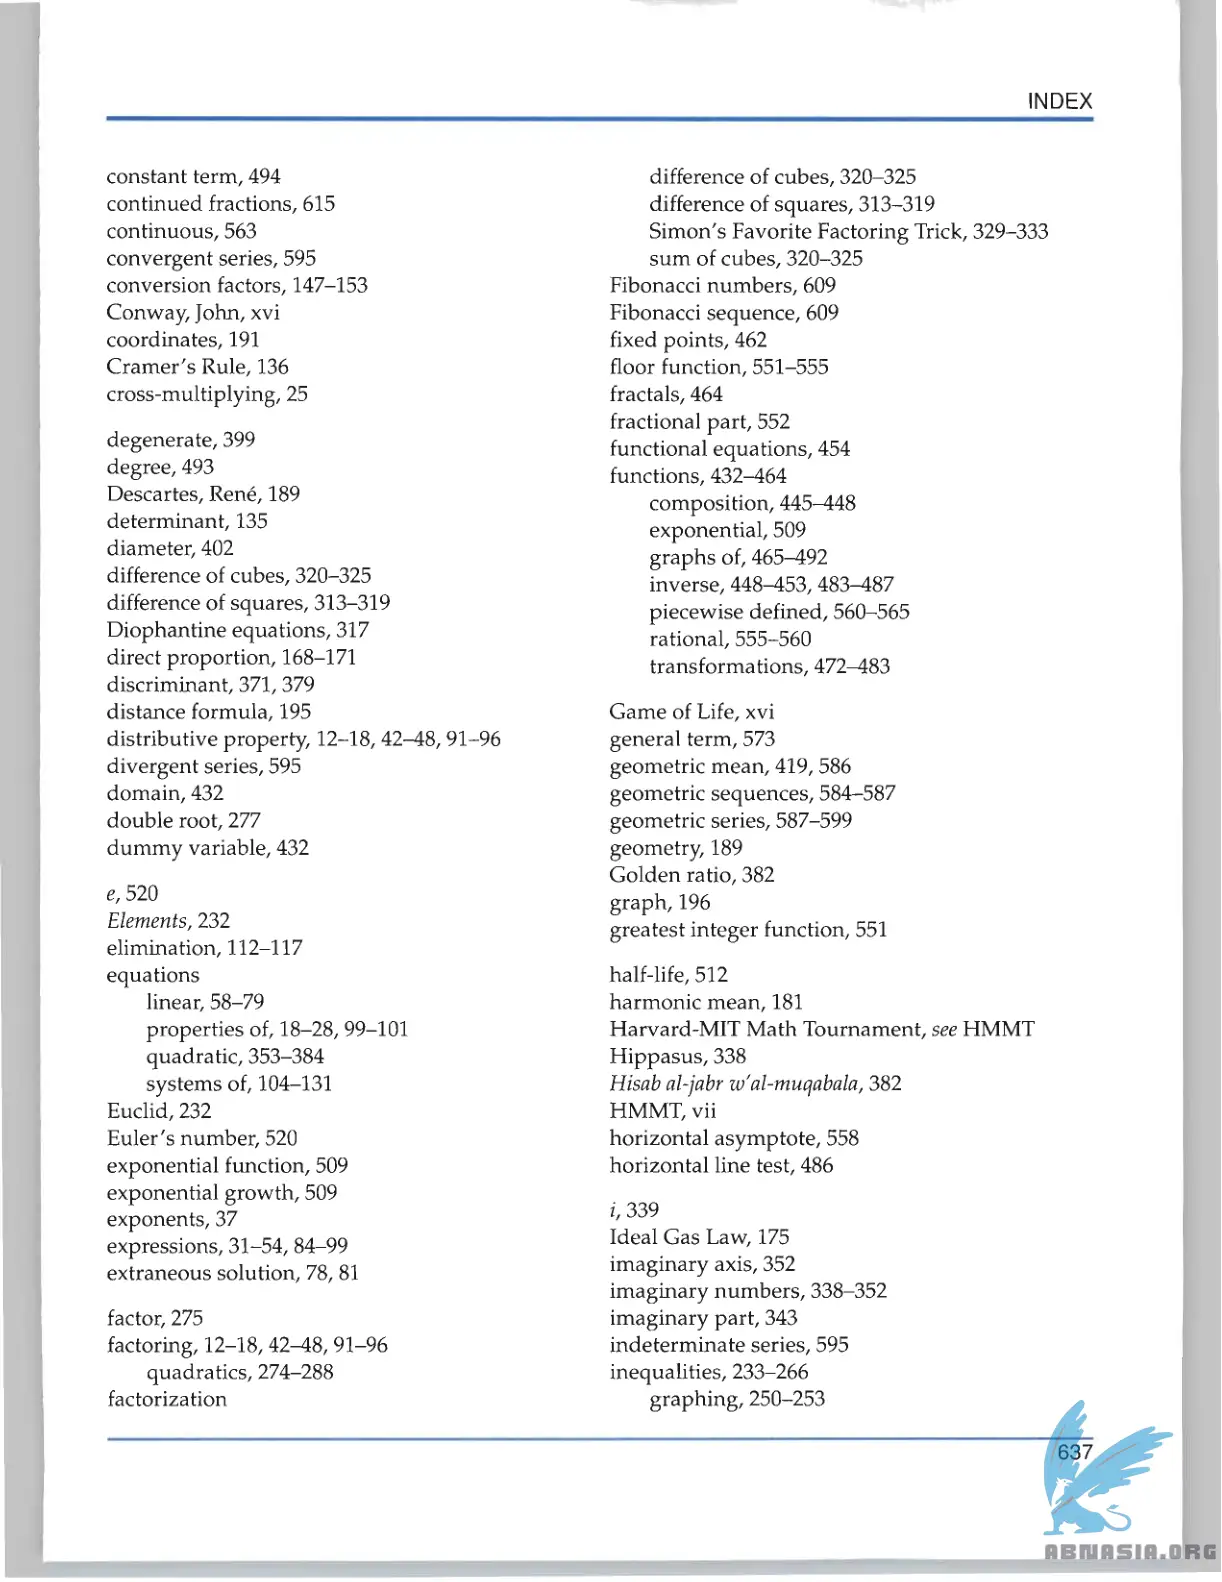 INDEX
constant term, 494
continued fractions, 615
continuous, 563
convergent series, 595
conversion factors, 147–153
Conway, John, xvi
coordinates, 191
Cramer's Rule, 136
cross-multiplying, 25
degenerate, 399
degree, 493
Descartes, René, 189
determinant, 135
diameter, 402
difference of cubes, 320–325
difference of squares, 313–319
Diophantine equations, 317
direct proportion, 168–171
discriminant, 371, 379
distance formula, 195
distributive property, 12–18, 42–48, 91–96
divergent series, 595
domain, 432
double root, 277
dummy variable, 432
e, 520
Elements, 232
elimination, 112–117
equations
linear, 58–79
properties of, 18–28, 99–101
quadratic, 353–384
systems of, 104–131
Euclid, 232
Euler's number, 520
exponential function, 509
exponential growth, 509
exponents, 37
expressions, 31–54, 84–99
extraneous solution, 78, 81
factor, 275
factoring, 12–18, 42–48, 91–96
quadratics, 274–288
factorization
difference of cubes, 320–325
difference of squares, 313–319
Simon's Favorite Factoring Trick, 329–333
sum of cubes, 320–325
Fibonacci numbers, 609
Fibonacci sequence, 609
fixed points, 462
floor function, 551–555
fractals, 464
fractional part, 552
functional equations, 454
functions, 432–464
composition, 445–448
exponential, 509
graphs of, 465–492
inverse, 448–453, 483–487
piecewise defined, 560–565
rational, 555–560
transformations, 472–483
Game of Life, xvi
general term, 573
geometric mean, 419, 586
geometric sequences, 584–587
geometric series, 587–599
geometry, 189
Golden ratio, 382
graph, 196
greatest integer function, 551
half-life, 512
harmonic mean, 181
Harvard-MIT Math Tournament, see HMMT
Hippasus, 338
Hisab al-jabr w'al-muqabala, 382
HMMT, vii
horizontal asymptote, 558
horizontal line test, 486
i, 339
Ideal Gas Law, 175
imaginary axis, 352
imaginary numbers, 338–352
imaginary part, 343
indeterminate series, 595
inequalities, 233–266
graphing, 250–253
637
ABNASIA.ORG